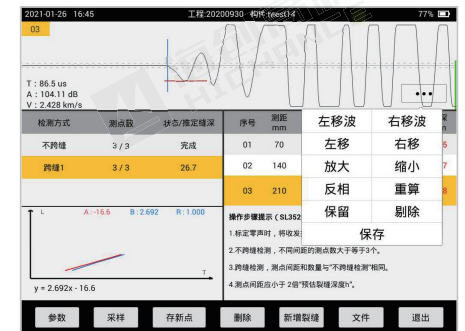 2021-01-26 16:45 工程:20200930 - 构件:teest14 77%
03
T : 86.5 us
A : 104.11 dB
V : 2.428 km/s
检测方式 测点数 状态/推定缝深 序号 测距 mm
不跨缝 3 / 3 完成 01 70
跨缝1 3 / 3 26.7 02 140
03 210
左移波 右移波
左移 右移
放大 缩小
反相 重算
保留 剔除
保存
L A:-16.6 B:2.692 R:1.000
T
y = 2.692x - 16.6
操作步骤提示(SL352
1.标定零声时,将收发
2.不跨缝检测,不同间距的测点数大于等于3个。
3.跨缝检测,测点间距和数量与"不跨缝检测"相同。
4.测点间距应小于 2倍"预估裂缝深度h"。
参数 采样 存新点 删除 新增裂缝 文件 退出